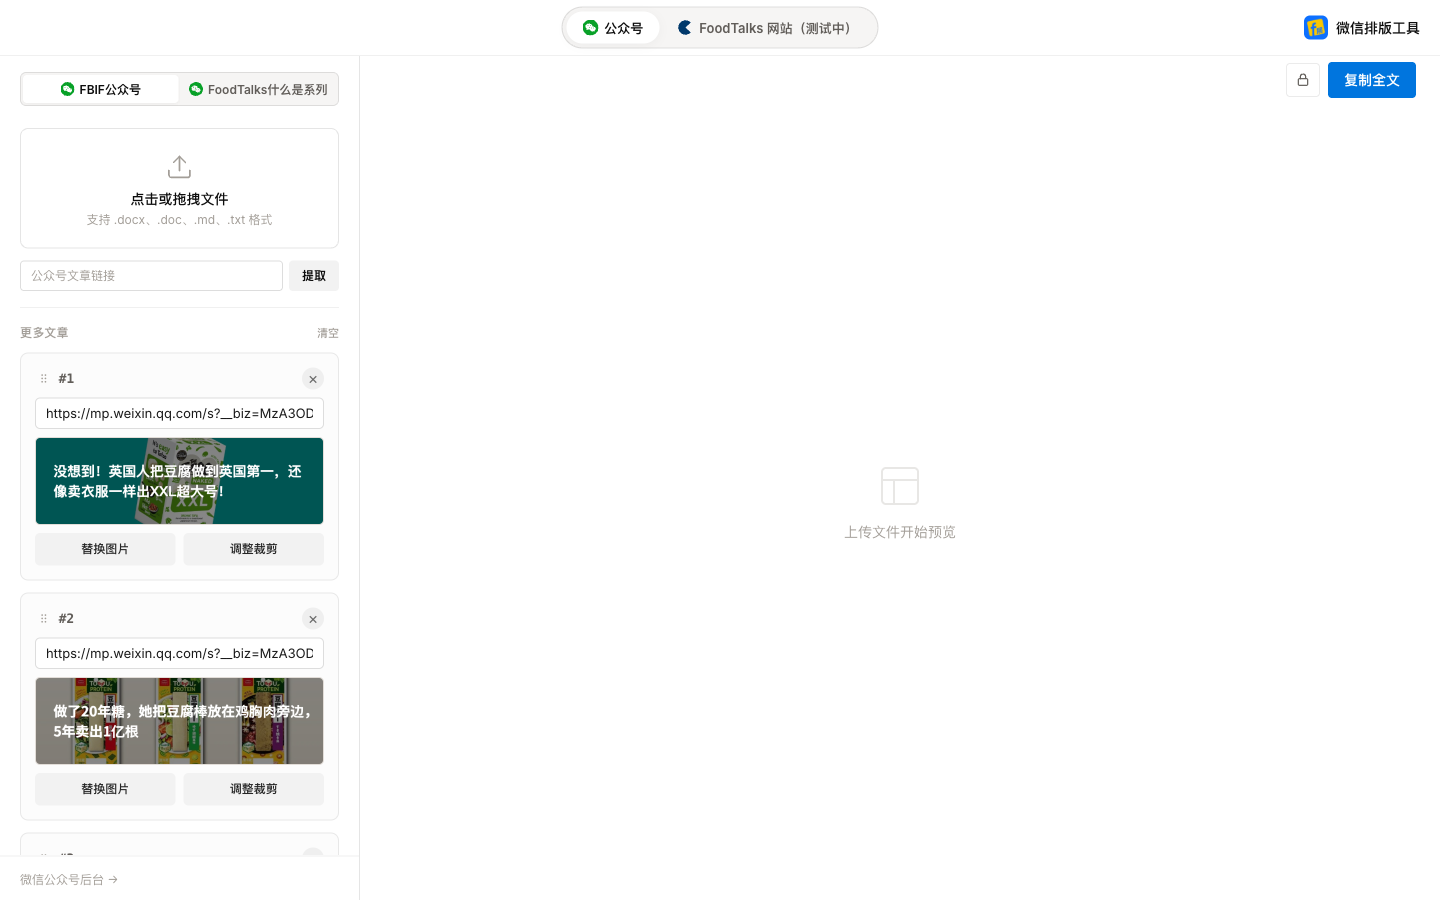 公众号
FoodTalks 网站（测试中）
微信排版工具
FBIF公众号
FoodTalks什么是系列
复制全文
点击或拖拽文件
支持 .docx、.doc、.md、.txt 格式
公众号文章链接
提取
更多文章
清空
#1
https://mp.weixin.qq.com/s?__biz=MzA3OD
没想到！英国人把豆腐做到英国第一，还
像卖衣服一样出XXL超大号！
XXL
替换图片
调整裁剪
#2
https://mp.weixin.qq.com/s?__biz=MzA3OD
做了20年糖，她把豆腐棒放在鸡胸肉旁边，
5年卖出1亿根
替换图片
调整裁剪
上传文件开始预览
微信公众号后台 →